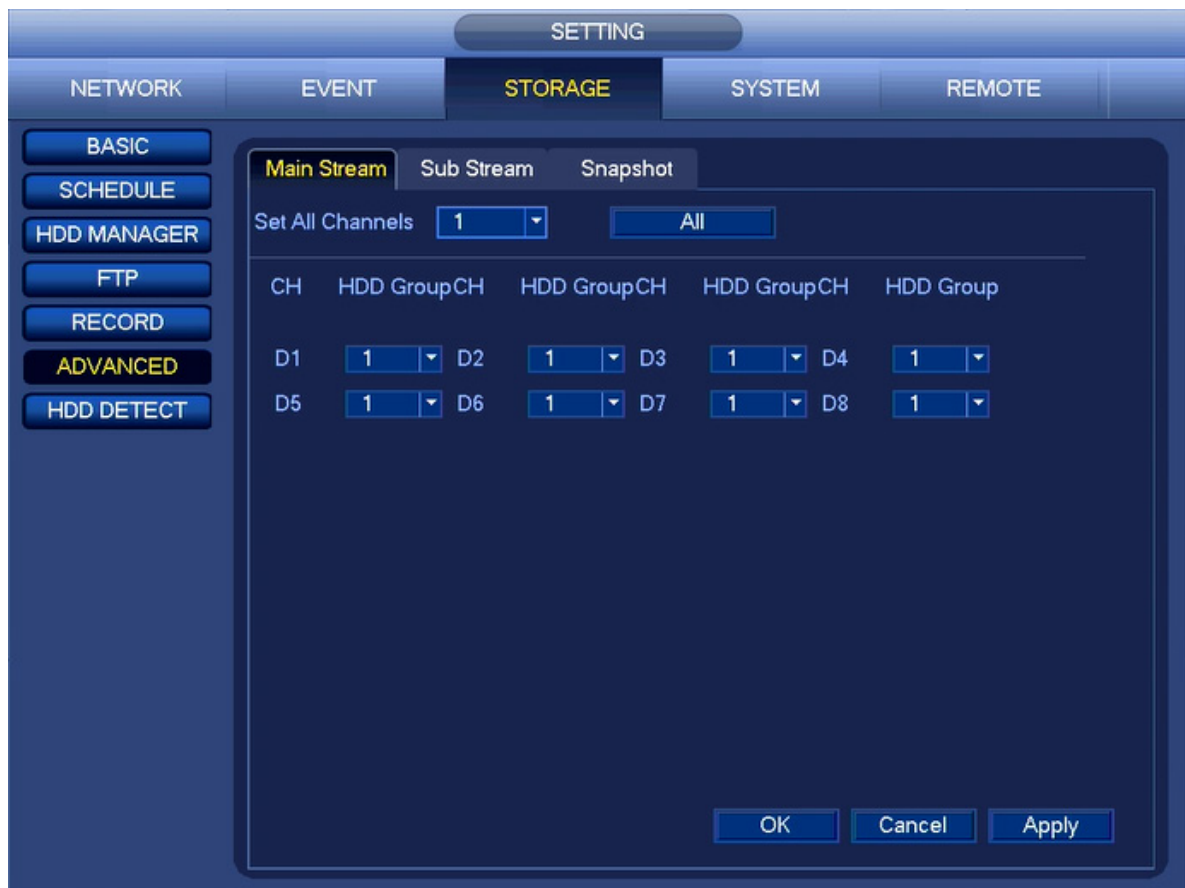 SETTING
NETWORK EVENT STORAGE SYSTEM REMOTE
BASIC
SCHEDULE
HDD MANAGER
FTP
RECORD
ADVANCED
HDD DETECT
Main Stream Sub Stream Snapshot
Set All Channels 1 All
CH HDD Group CH HDD Group CH HDD Group CH HDD Group
D1 1 D2 1 D3 1 D4 1
D5 1 D6 1 D7 1 D8 1
OK Cancel Apply